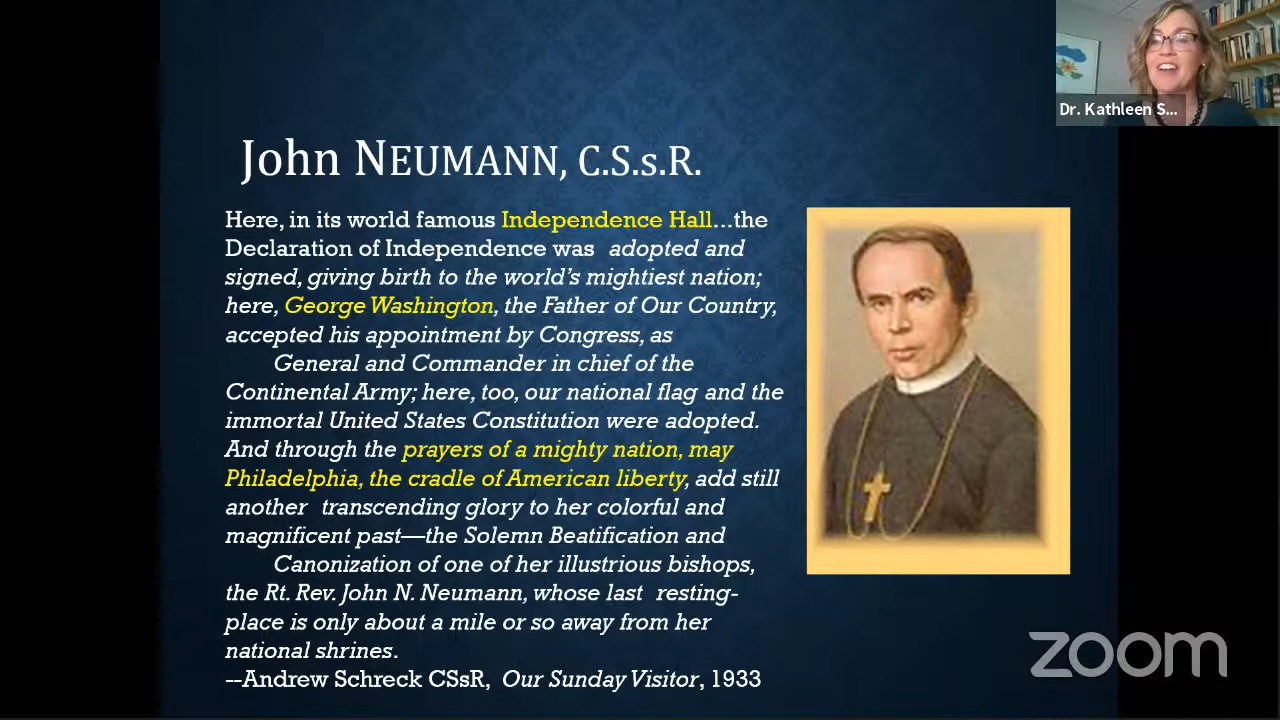 Dr. Kathleen S...
John NEUMANN, C.S.s.R.
Here, in its world famous Independence Hall...the
Declaration of Independence was adopted and
signed, giving birth to the world's mightiest nation;
here, George Washington, the Father of Our Country,
accepted his appointment by Congress, as
General and Commander in chief of the
Continental Army; here, too, our national flag and the
immortal United States Constitution were adopted.
And through the prayers of a mighty nation, may
Philadelphia, the cradle of American liberty, add still
another transcending glory to her colorful and
magnificent past—the Solemn Beatification and
Canonization of one of her illustrious bishops,
the Rt. Rev. John N. Neumann, whose last resting-
place is only about a mile or so away from her
national shrines.
--Andrew Schreck CSsR, Our Sunday Visitor, 1933
zoom